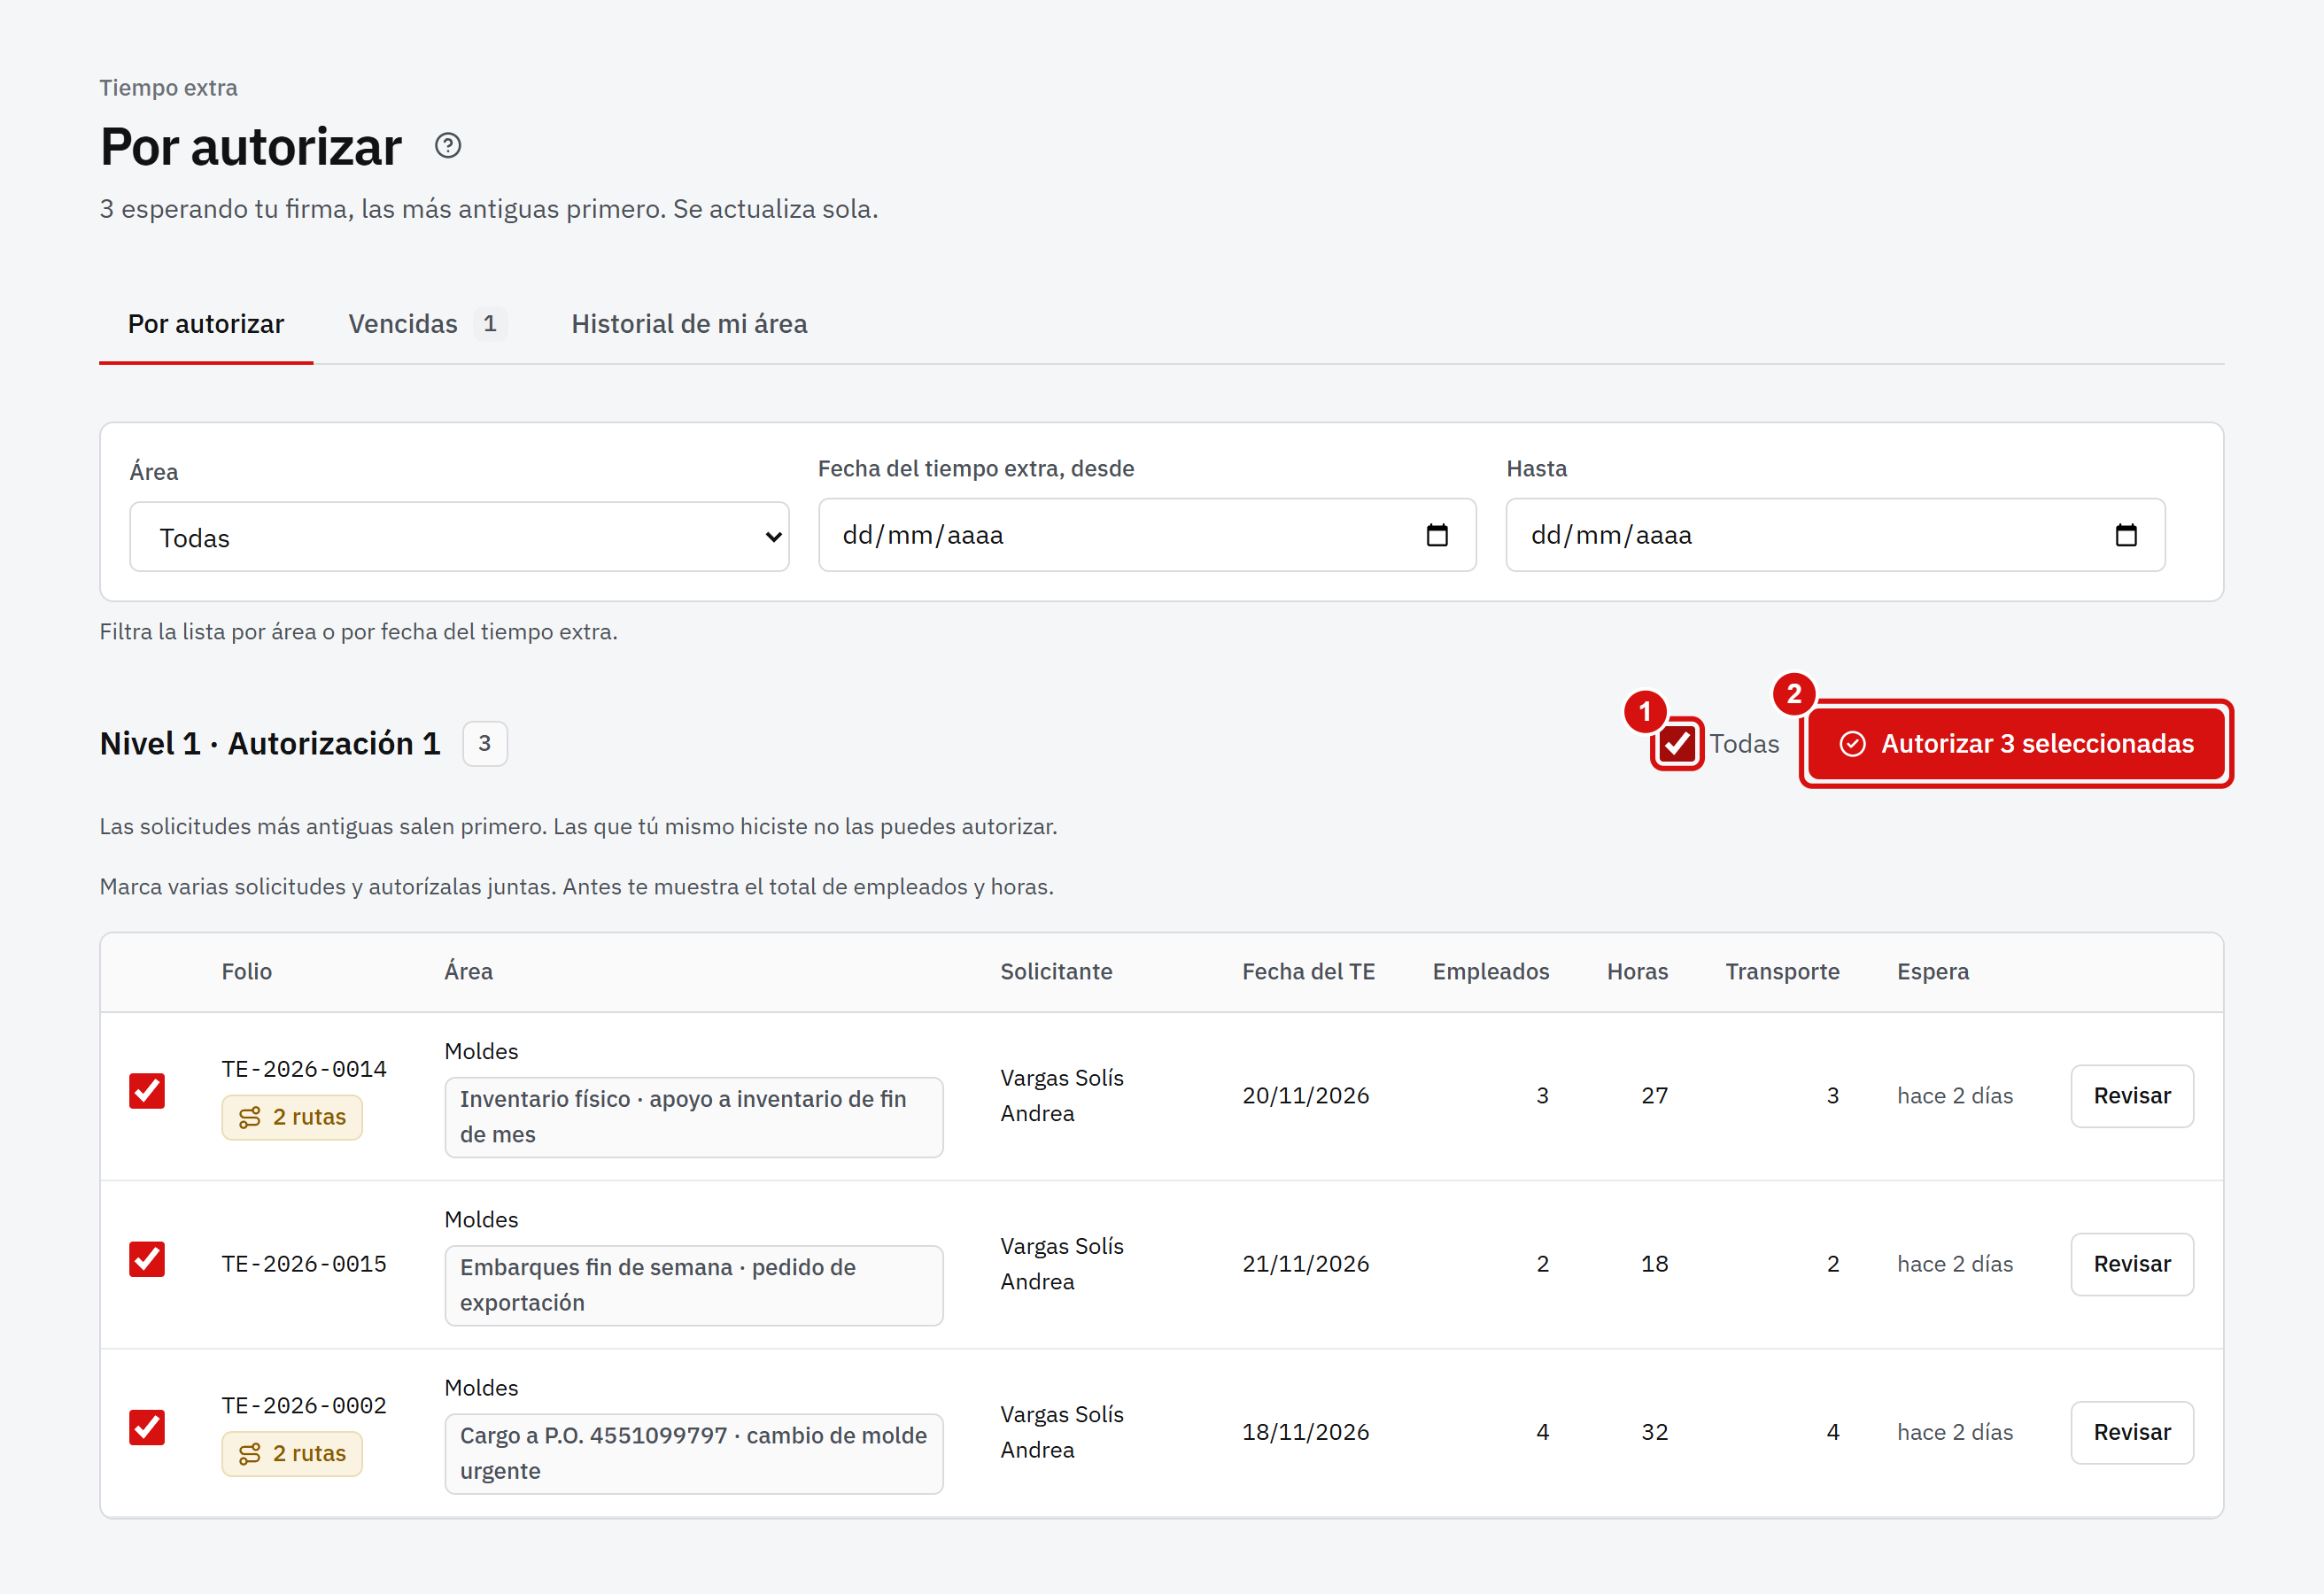 Tiempo extra
Por autorizar
3 esperando tu firma, las más antiguas primero. Se actualiza sola.
Por autorizar Vencidas 1 Historial de mi área
Área Fecha del tiempo extra, desde Hasta
Todas dd/mm/aaaa dd/mm/aaaa
Filtra la lista por área o por fecha del tiempo extra.
1 2
Nivel 1 · Autorización 1 3 Todas Autorizar 3 seleccionadas
Las solicitudes más antiguas salen primero. Las que tú mismo hiciste no las puedes autorizar.
Marca varias solicitudes y autorízalas juntas. Antes te muestra el total de empleados y horas.
Folio Área Solicitante Fecha del TE Empleados Horas Transporte Espera
TE-2026-0014
2 rutas
Moldes
Inventario físico · apoyo a inventario de fin
de mes
Vargas Solís
Andrea
20/11/2026 3 27 3 hace 2 días Revisar
TE-2026-0015
Moldes
Embarques fin de semana · pedido de
exportación
Vargas Solís
Andrea
21/11/2026 2 18 2 hace 2 días Revisar
TE-2026-0002
2 rutas
Moldes
Cargo a P.O. 4551099797 · cambio de molde
urgente
Vargas Solís
Andrea
18/11/2026 4 32 4 hace 2 días Revisar